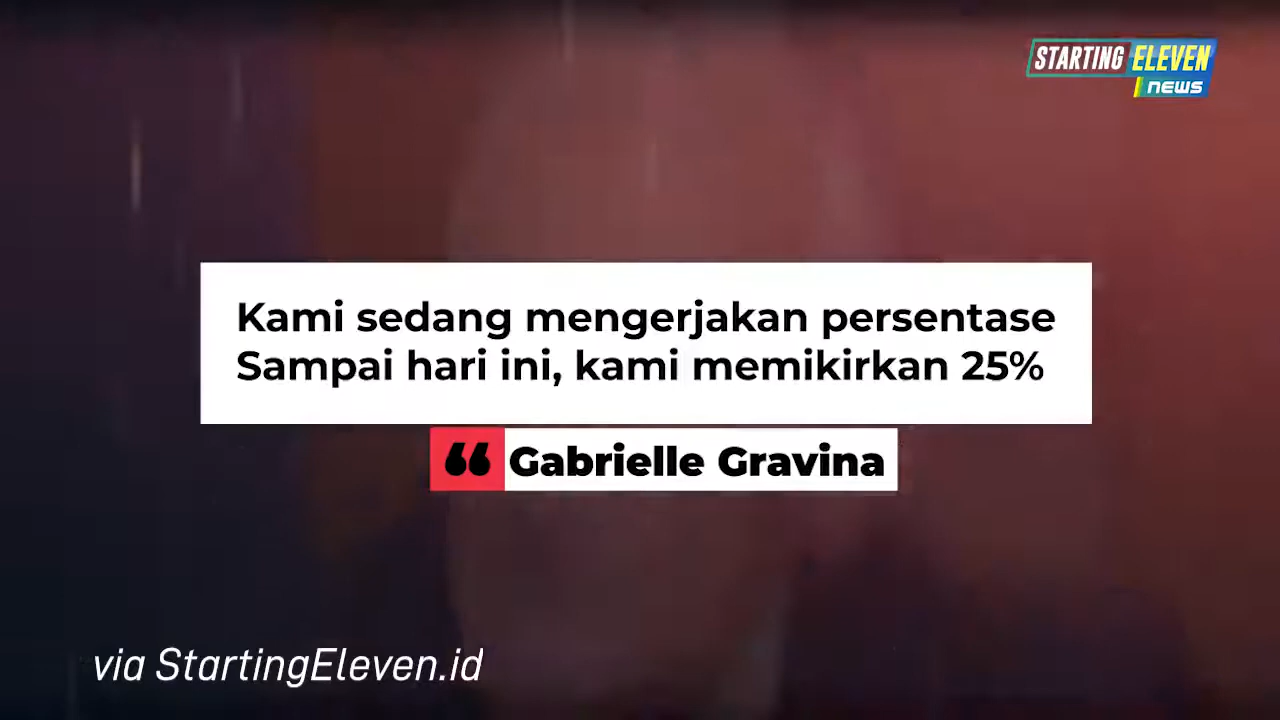 STARTING ELEVEN
news
Kami sedang mengerjakan persentase
Sampai hari ini, kami memikirkan 25%
“ Gabrielle Gravina
via StartingEleven.id